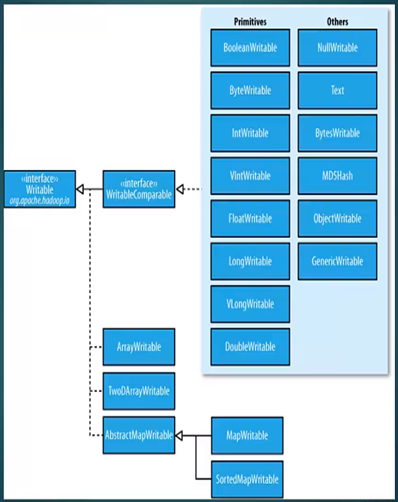 Primitives
Others
BooleanWritable
NullWritable
ByteWritable
Text
IntWritable
BytesWritable
VIntWritable
MD5Hash
«interface»
Writable
org.apache.hadoop.io
«interface»
WritableComparable
FloatWritable
ObjectWritable
LongWritable
GenericWritable
VLongWritable
DoubleWritable
ArrayWritable
TwoDArrayWritable
AbstractMapWritable
MapWritable
SortedMapWritable